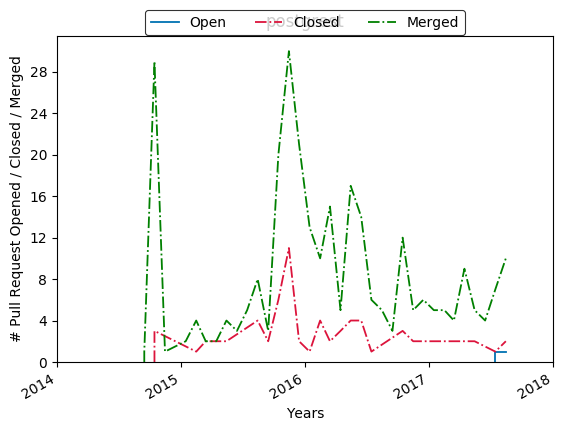 postgrest
Open Closed Merged
# Pull Request Opened / Closed / Merged
28
24
20
16
12
8
4
0
2014 2015 2016 2017 2018
Years